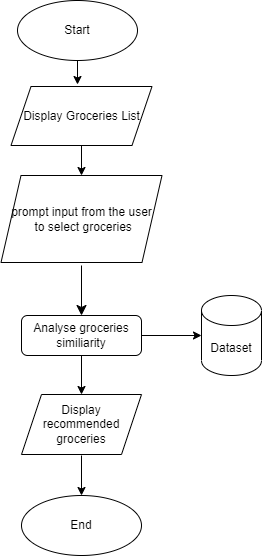 Start
Display Groceries List
prompt input from the user
to select groceries
Analyse groceries
similiarity
Dataset
Display
recommended
groceries
End